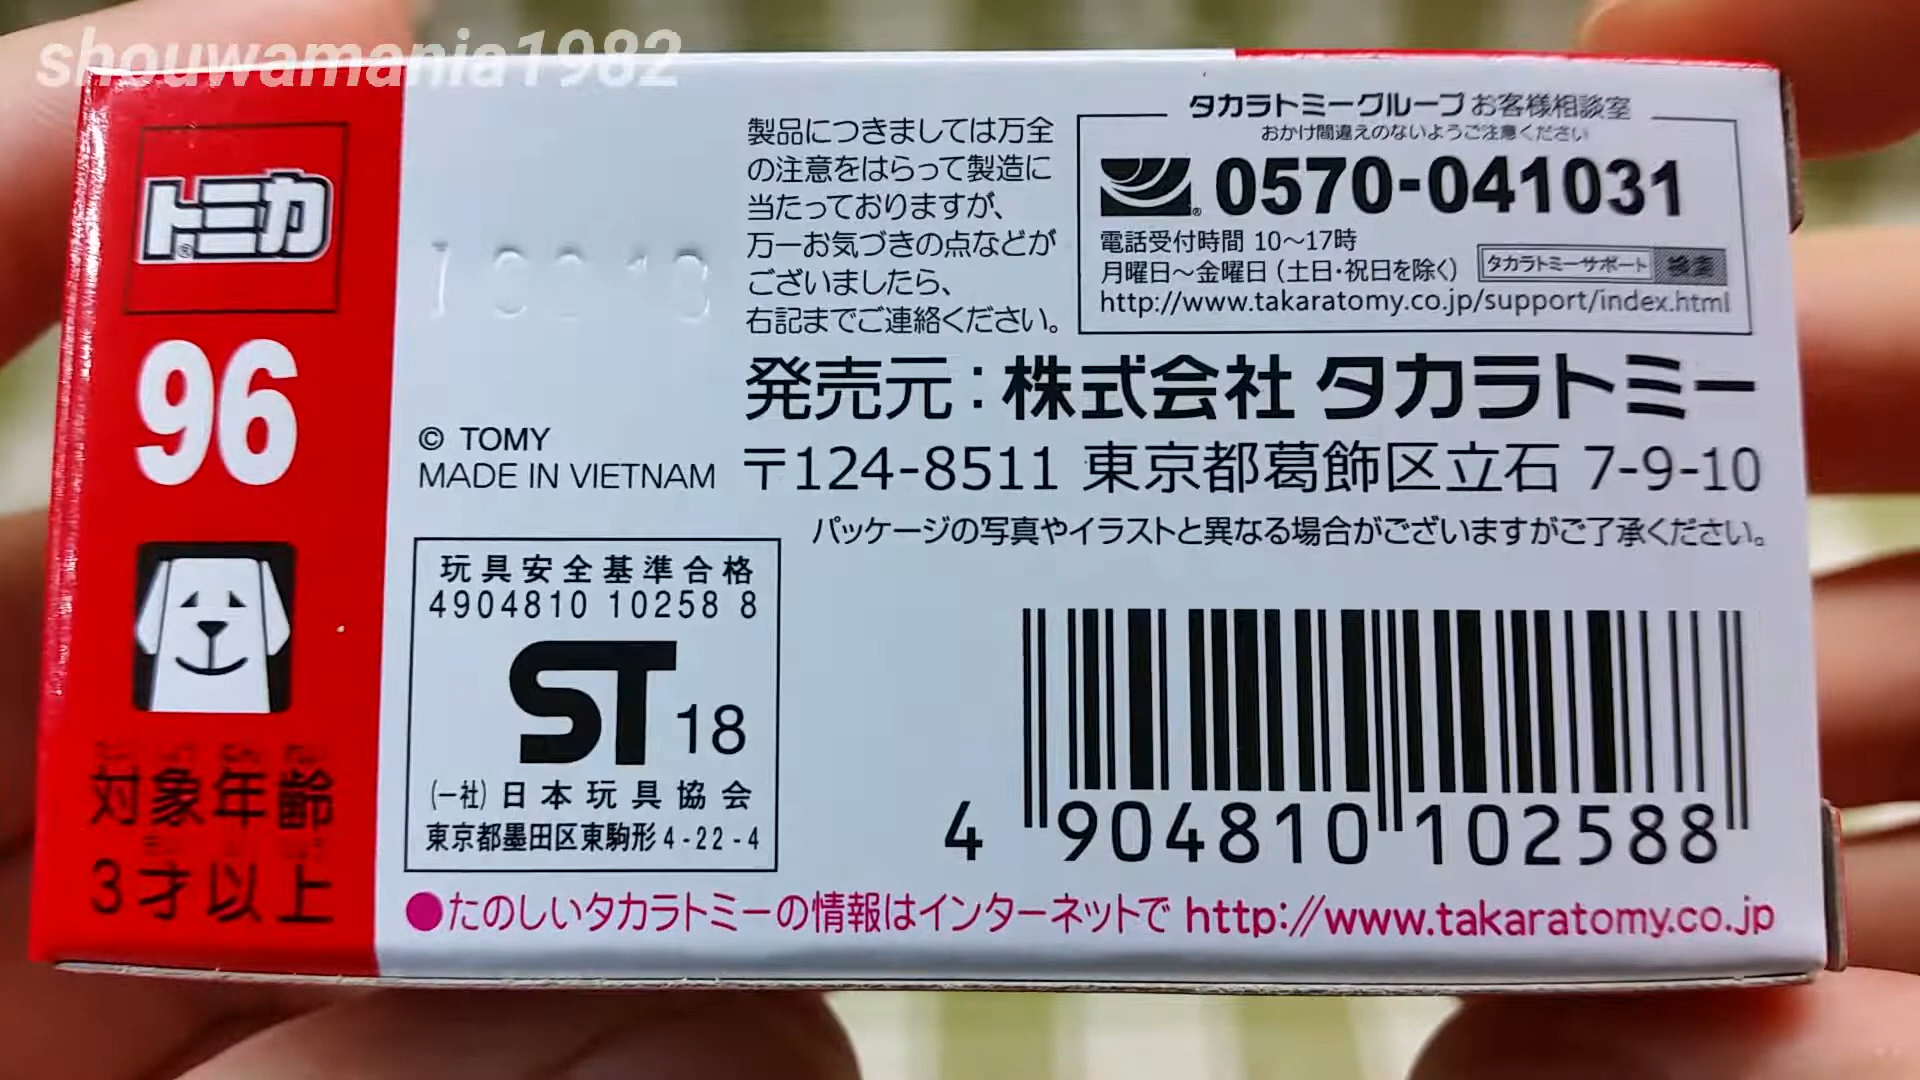 shouwamania1982
トミカ
96
対象年齢
3才以上
© TOMY
MADE IN VIETNAM
玩具安全基準合格
4904810 10258 8
ST 18
(一社)日本玩具協会
東京都墨田区東駒形4-22-4
製品につきましては万全
の注意をはらって製造に
当たっておりますが、
万一お気づきの点などが
ございましたら、
右記までご連絡ください。
タカラトミーグループ お客様相談室
おかけ間違えのないようご注意ください
0570-041031
電話受付時間 10〜17時
月曜日〜金曜日(土日・祝日を除く)
タカラトミーサポート 検索
http://www.takaratomy.co.jp/support/index.html
発売元:株式会社 タカラトミー
〒124-8511 東京都葛飾区立石 7-9-10
パッケージの写真やイラストと異なる場合がございますがご了承ください。
4 904810 102588
●たのしいタカラトミーの情報はインターネットで http://www.takaratomy.co.jp